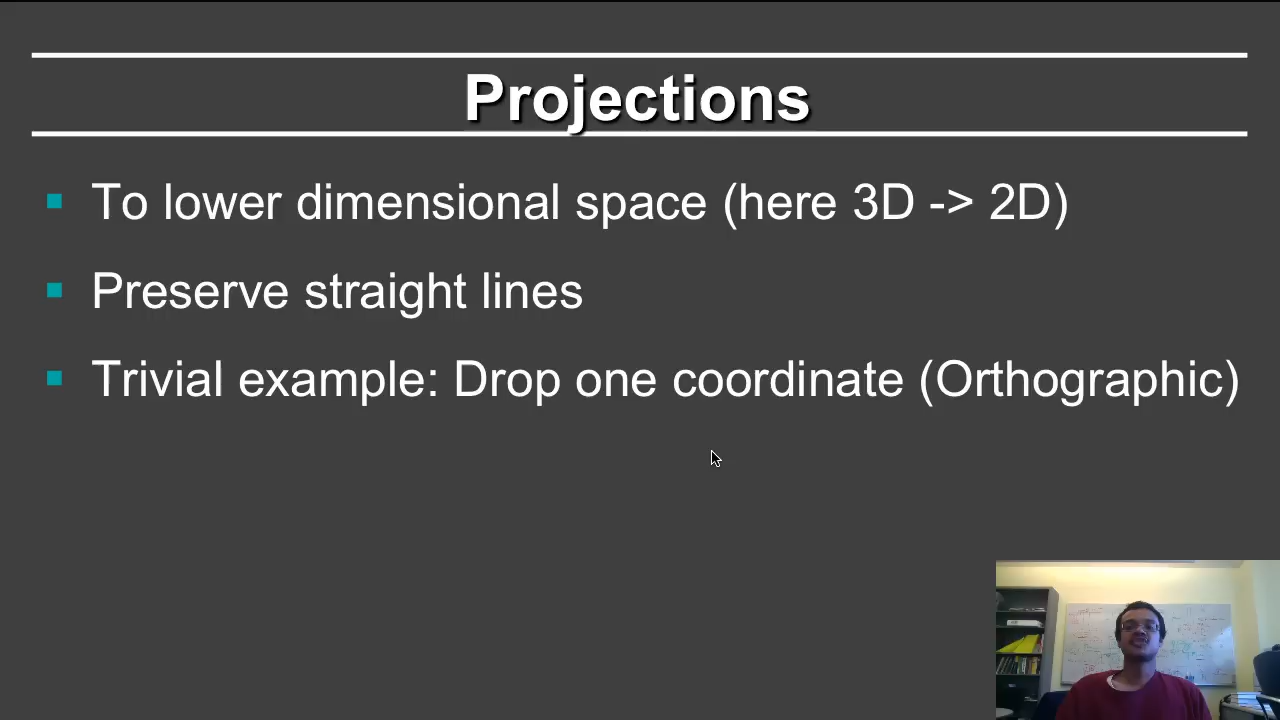 Projections
To lower dimensional space (here 3D -> 2D)
Preserve straight lines
Trivial example: Drop one coordinate (Orthographic)